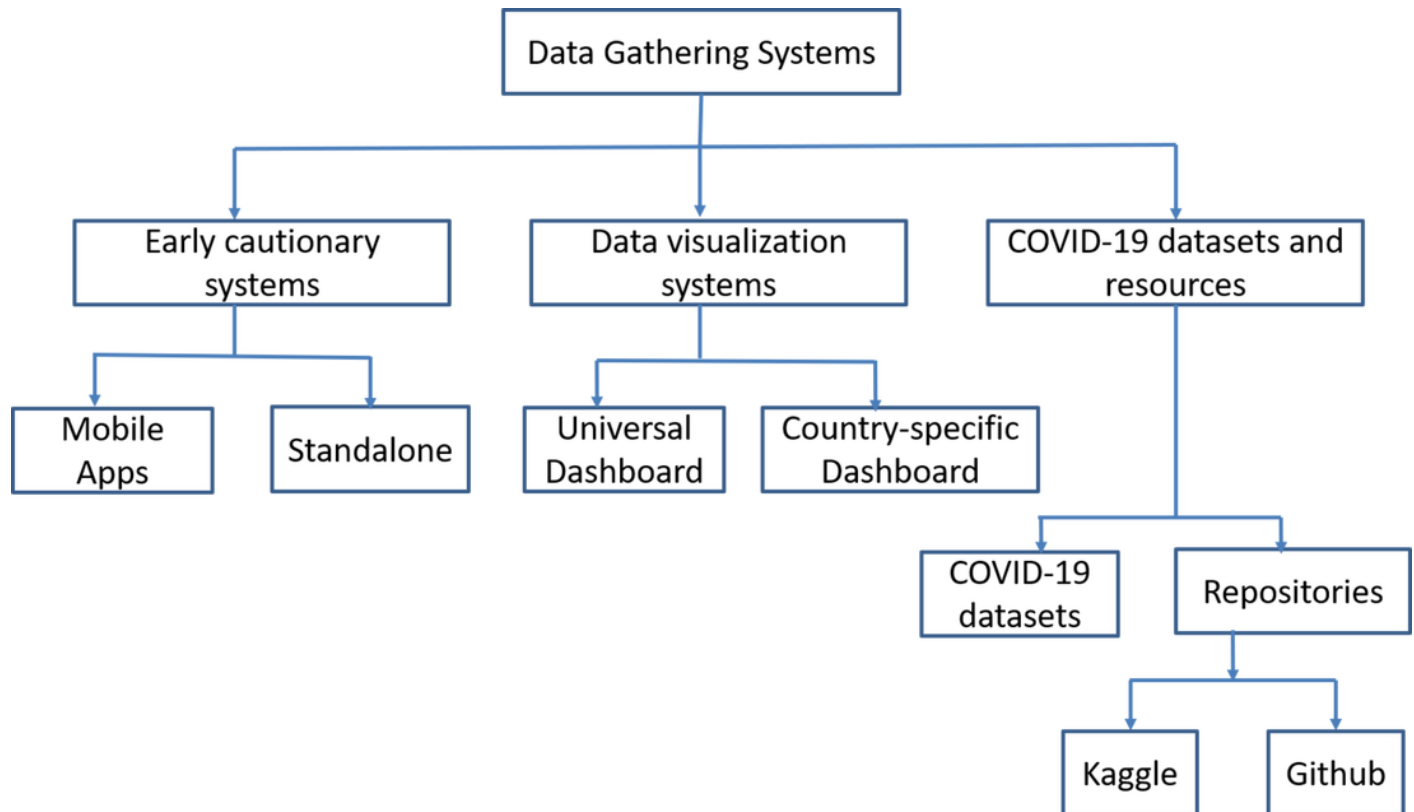 Data Gathering Systems
Early cautionary
systems
Data visualization
systems
COVID-19 datasets and
resources
Mobile
Apps
Standalone
Universal
Dashboard
Country-specific
Dashboard
COVID-19
datasets
Repositories
Kaggle
Github